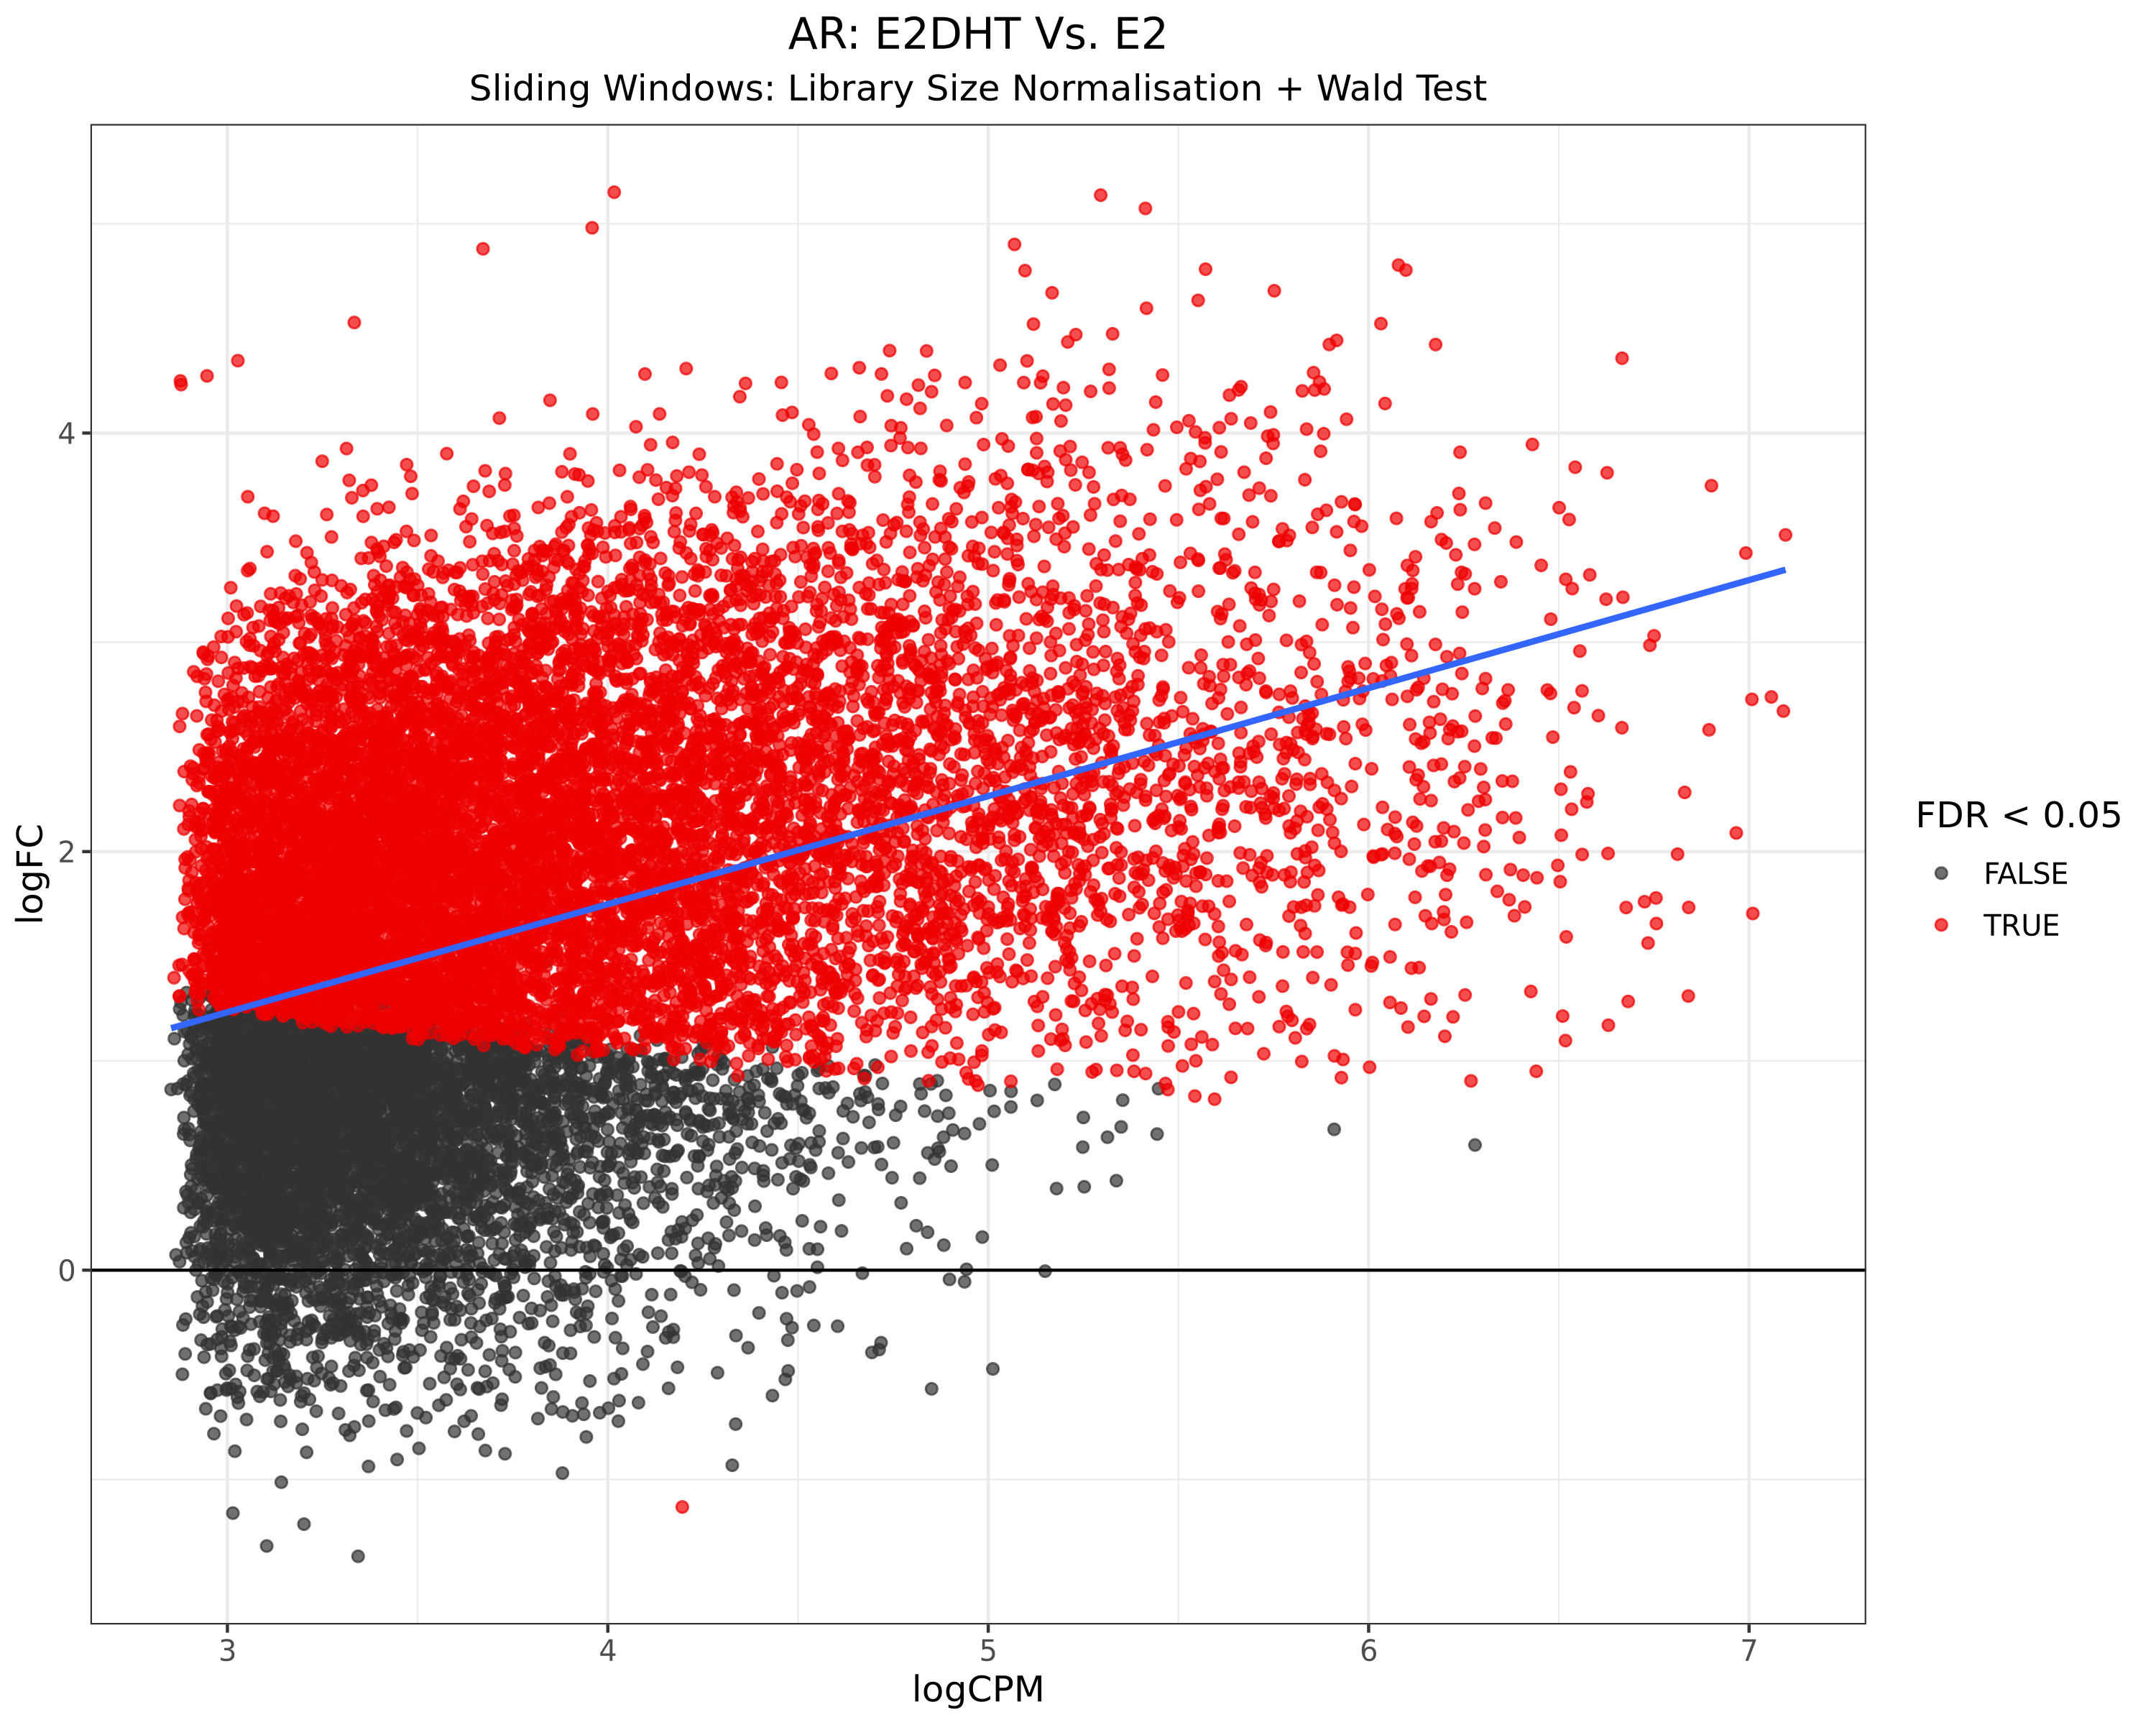 AR: E2DHT Vs. E2
Sliding Windows: Library Size Normalisation + Wald Test
logFC
4
2
0
3 4 5 6 7
logCPM
FDR < 0.05
FALSE
TRUE